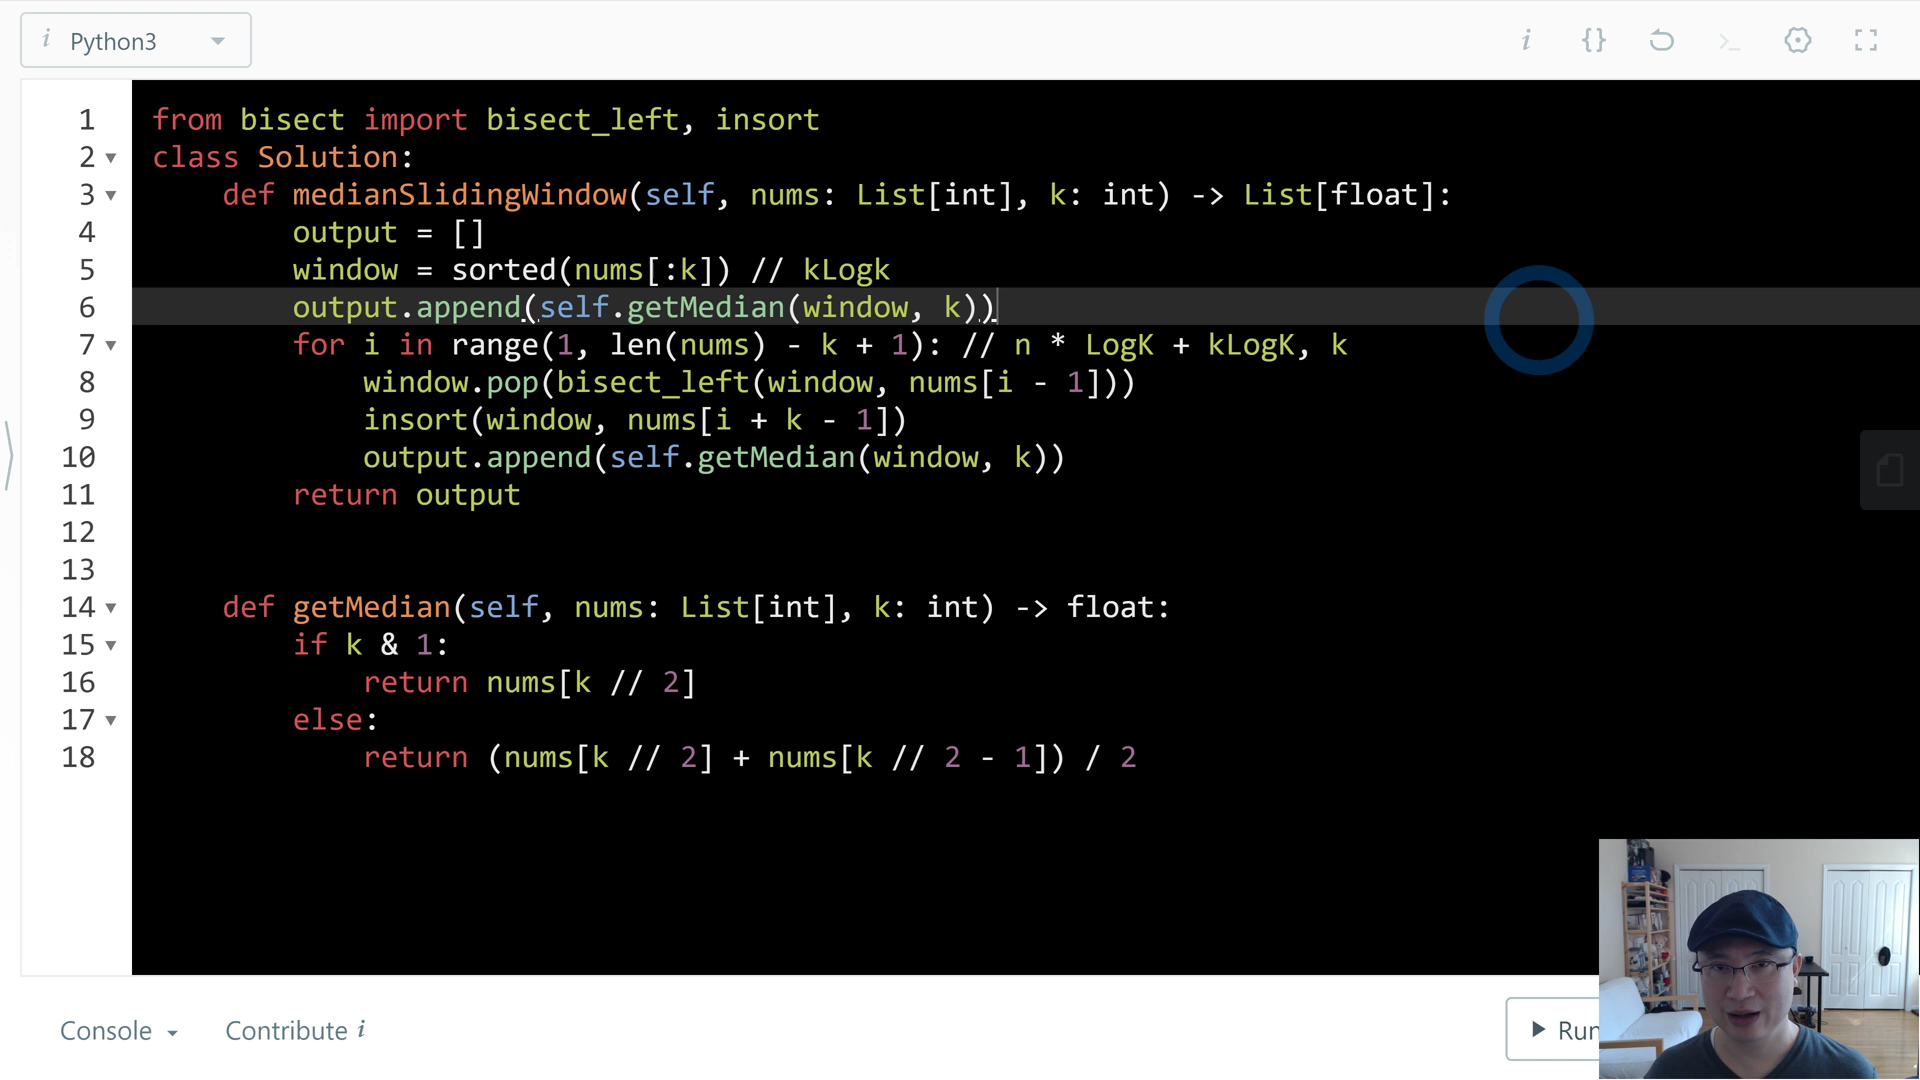 i Python3
i {} >_
1 from bisect import bisect_left, insort
2 class Solution:
3 def medianSlidingWindow(self, nums: List[int], k: int) -> List[float]:
4 output = []
5 window = sorted(nums[:k]) // kLogk
6 output.append(self.getMedian(window, k))
7 for i in range(1, len(nums) - k + 1): // n * LogK + kLogK, k
8 window.pop(bisect_left(window, nums[i - 1]))
9 insort(window, nums[i + k - 1])
10 output.append(self.getMedian(window, k))
11 return output
12
13
14 def getMedian(self, nums: List[int], k: int) -> float:
15 if k & 1:
16 return nums[k // 2]
17 else:
18 return (nums[k // 2] + nums[k // 2 - 1]) / 2
Console Contribute i Run